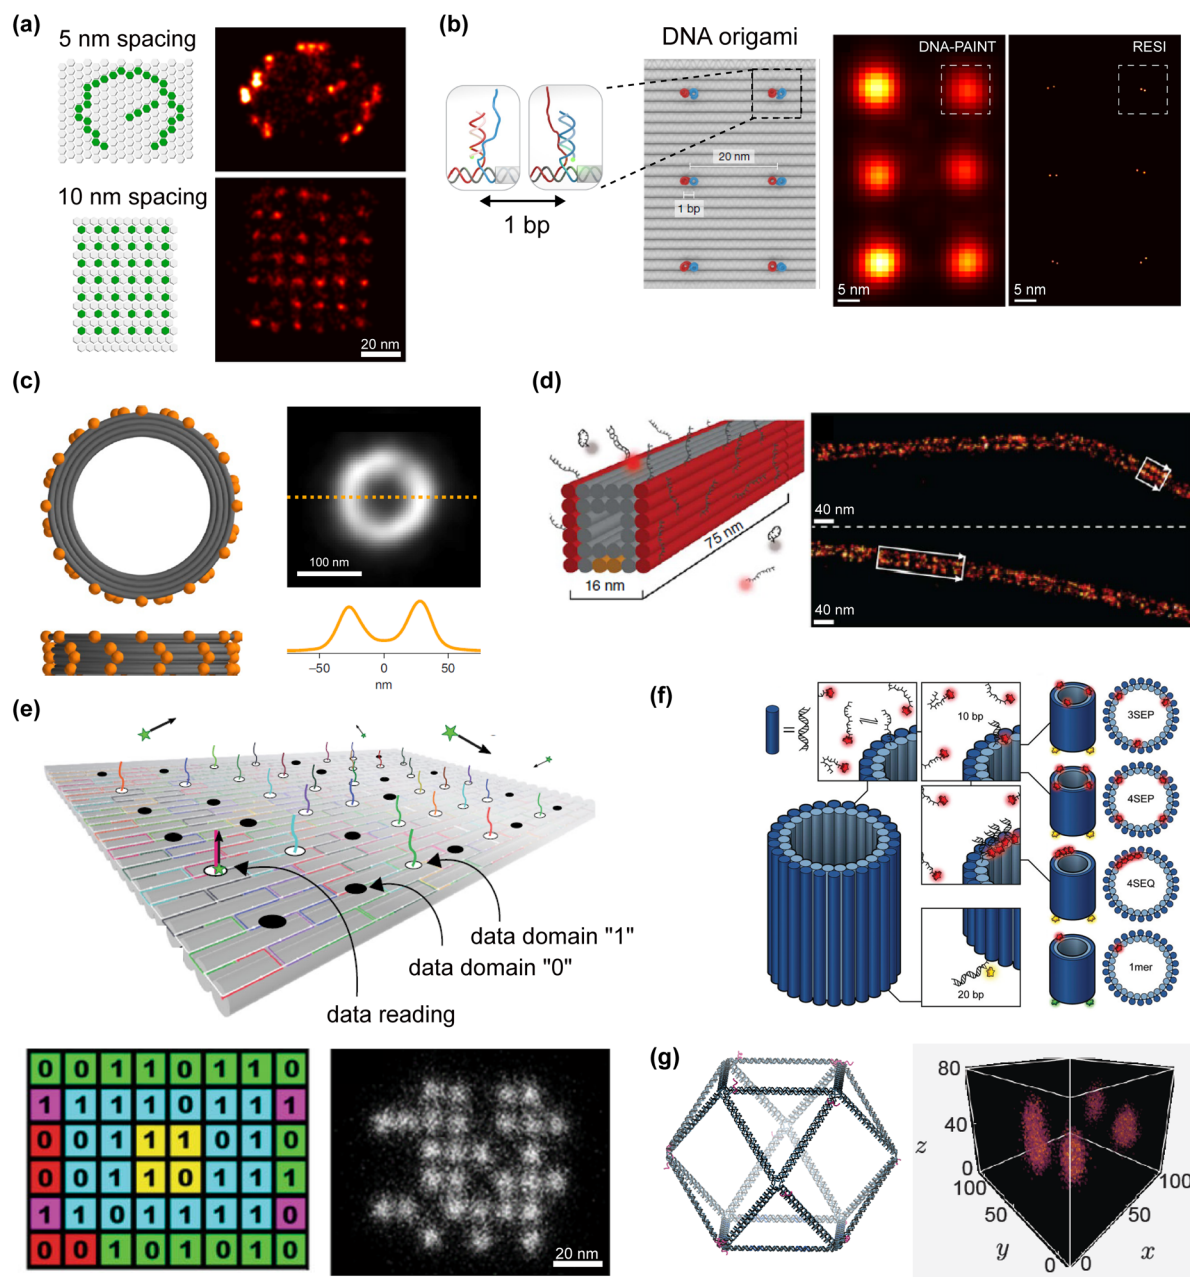 (a)
5 nm spacing
10 nm spacing
20 nm
(b)
DNA origami
1 bp
20 nm
1 bp
DNA-PAINT
RESI
5 nm
5 nm
(c)
100 nm
−50
0
50
nm
(d)
75 nm
16 nm
40 nm
40 nm
(e)
data domain "1"
data domain "0"
data reading
0 0 1 1 0 1 1 0
1 1 1 1 0 1 1 1
0 0 1 1 1 0 1 0
0 0 1 1 0 1 1 1
1 1 0 1 1 1 1 0
0 0 1 0 1 0 1 0
20 nm
(f)
=
10 bp
20 bp
3SEP
4SEP
4SEQ
1mer
(g)
80
40
0
z
100
50
0
y
0
50
100
x